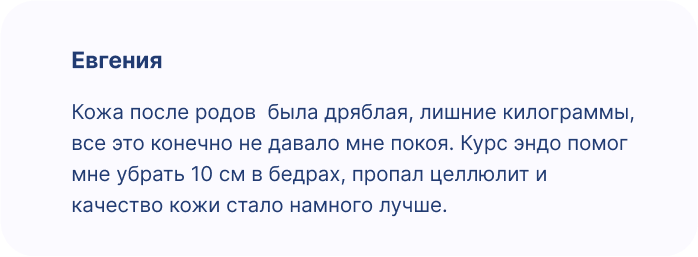 Евгения
Кожа после родов  была дряблая, лишние килограммы,
все это конечно не давало мне покоя. Курс эндо помог
мне убрать 10 см в бедрах, пропал целлюлит и
качество кожи стало намного лучше.